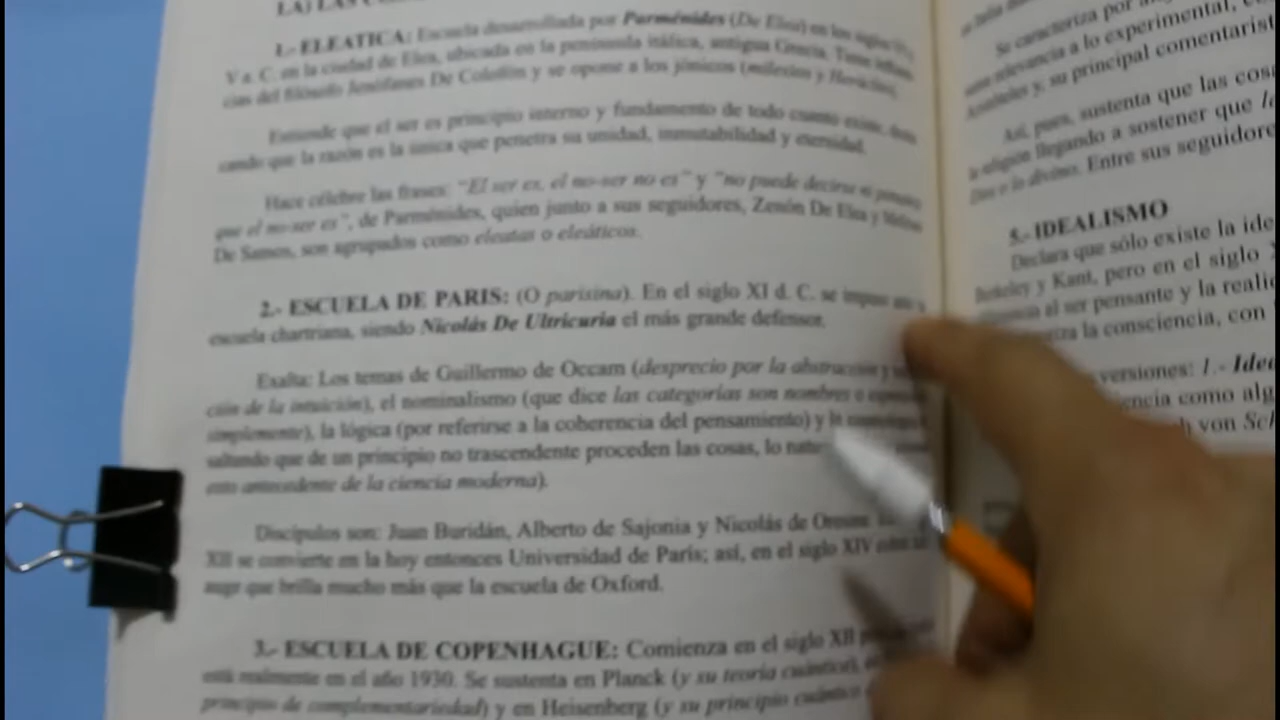 LA) LAS
1.- ELEATICA: Escuela desarrollada por Parménides (De Elea) en los siglos
V a. C. en la ciudad de Elea, ubicada en la península itálica, antigua Grecia. Tiene influen-
cias del filósofo Jenófanes De Colofón y se opone a los jónicos (milesios y Heráclito).
Entiende que el ser es principio interno y fundamento de todo cuanto existe,
cando que la razón es la única que penetra su unidad, inmutabilidad y eternidad.
Hace célebre las frases: "El ser es, el no-ser no es" y "no puede decirse ni pensarse
que el no-ser es", de Parménides, quien junto a sus seguidores, Zenón De Elea y Meliso
De Samos, son agrupados como eleatas o eleáticos.
2.- ESCUELA DE PARIS: (O parisina). En el siglo XI d. C. se impone
escuela chartriana, siendo Nicolás De Ultricuria el más grande defensor.
Exalta: Los temas de Guillermo de Occam (desprecio por la abstracción y
ción de la intuición), el nominalismo (que dice las categorías son nombres o
simplemente), la lógica (por referirse a la coherencia del pensamiento) y la
saltando que de un principio no trascendente proceden las cosas, lo
esto antecedente de la ciencia moderna).
Discípulos son: Juan Buridán, Alberto de Sajonia y Nicolás de Oresme.
XII se convierte en la hoy entonces Universidad de París; así, en el siglo XIV
auge que brilla mucho más que la escuela de Oxford.
3.- ESCUELA DE COPENHAGUE: Comienza en el siglo XII
está realmente en el año 1930. Se sustenta en Planck (y su teoría cuántica),
principio de complementariedad) y en Heisenberg (y su principio cuántico
Se caracteriza por
relevancia a lo experimental,
y, su principal comentarist
Así, pues, sustenta que las cosa
la religión llegando a sostener que
Dios o lo divino. Entre sus seguidore
5.- IDEALISMO
Declara que sólo existe la ide
Berkeley y Kant, pero en el siglo
al ser pensante y la reali
la consciencia, con
versiones: 1.- Idea
como alg
von Sch